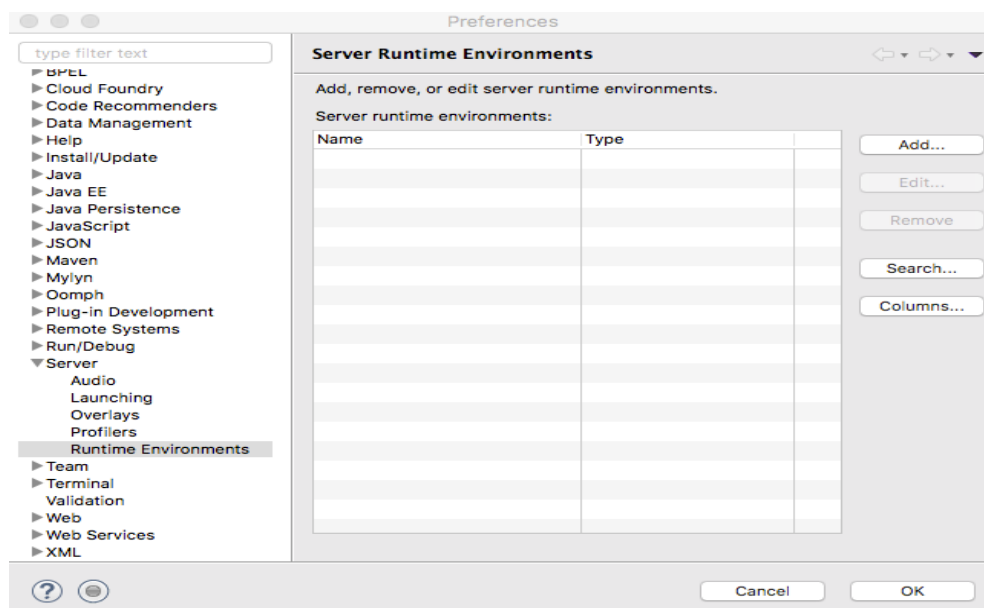 Preferences
type filter text
BPEL
Cloud Foundry
Code Recommenders
Data Management
Help
Install/Update
Java
Java EE
Java Persistence
JavaScript
JSON
Maven
Mylyn
Oomph
Plug-in Development
Remote Systems
Run/Debug
Server
Audio
Launching
Overlays
Profilers
Runtime Environments
Team
Terminal
Validation
Web
Web Services
XML
Server Runtime Environments
Add, remove, or edit server runtime environments.
Server runtime environments:
Name Type
Add...
Edit...
Remove
Search...
Columns...
?
Cancel OK